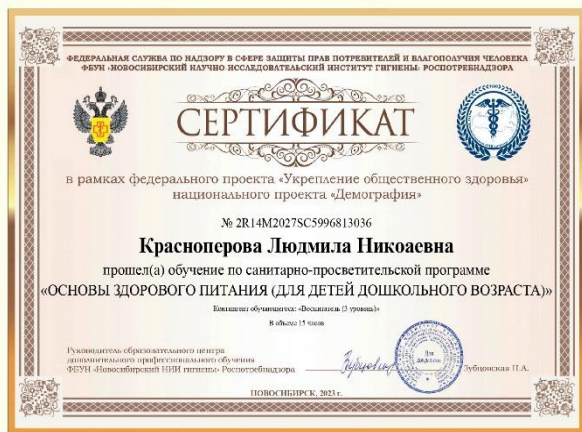 ФЕДЕРАЛЬНАЯ СЛУЖБА ПО НАДЗОРУ В СФЕРЕ ЗАЩИТЫ ПРАВ ПОТРЕБИТЕЛЕЙ И БЛАГОПОЛУЧИЯ ЧЕЛОВЕКА
ФБУН «НОВОСИБИРСКИЙ НАУЧНО ИССЛЕДОВАТЕЛЬСКИЙ ИНСТИТУТ ГИГИЕНЫ» РОСПОТРЕБНАДЗОРА
СЕРТИФИКАТ
в рамках федерального проекта «Укрепление общественного здоровья»
национального проекта «Демография»
№ 2R14M2027SC5996813036
Красноперова Людмила Никоаевна
прошел(а) обучение по санитарно-просветительской программе
«ОСНОВЫ ЗДОРОВОГО ПИТАНИЯ (ДЛЯ ДЕТЕЙ ДОШКОЛЬНОГО ВОЗРАСТА)»
Контингент обучающегося: «Воспитатель (3 уровень)»
В объеме 15 часов
Руководитель образовательного центра
дополнительного профессионального обучения
ФБУН «Новосибирский НИИ гигиены» Роспотребнадзора
Для
Зубцовская Н.А.
НОВОСИБИРСК, 2023 г.